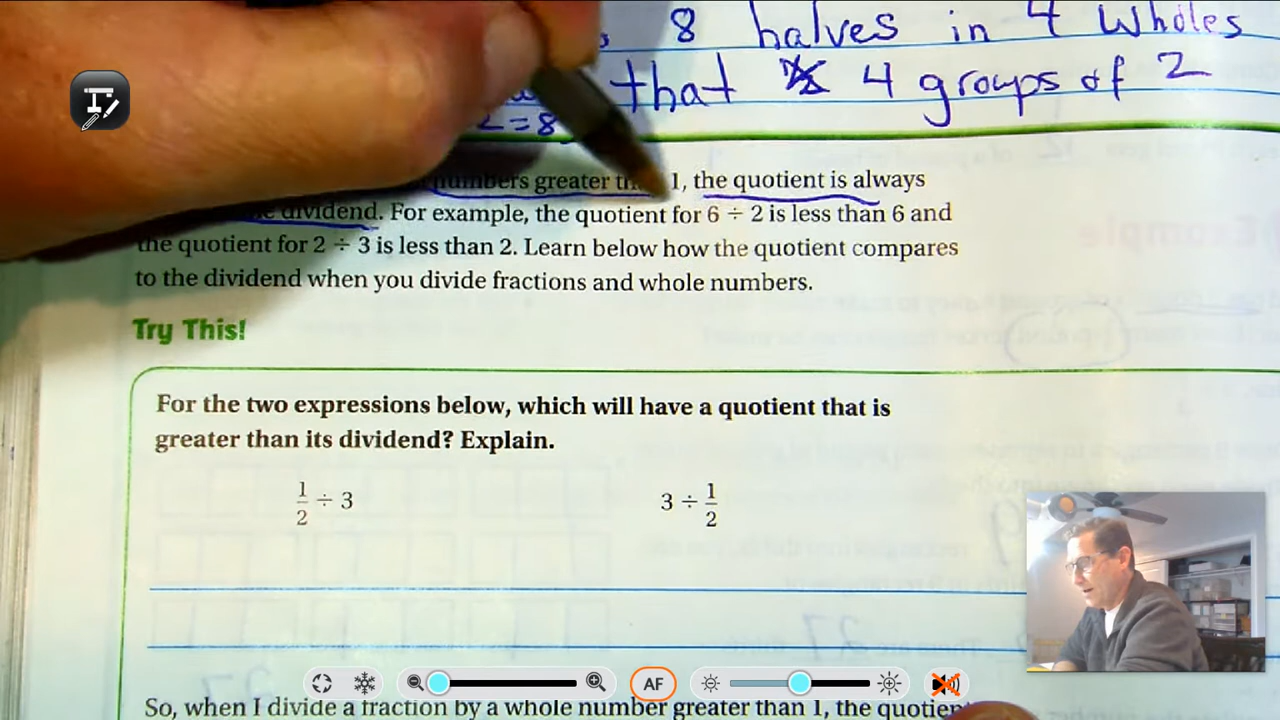 8 halves in 4 wholes
that 4 groups of 2
2 = 8
numbers greater 1, the quotient is always
dividend. For example, the quotient for 6 ÷ 2 is less than 6 and
the quotient for 2 ÷ 3 is less than 2. Learn below how the quotient compares
to the dividend when you divide fractions and whole numbers.
Try This!
For the two expressions below, which will have a quotient that is
greater than its dividend? Explain.
1/2 ÷ 3 3 ÷ 1/2
AF
So, when I divide a fraction by a whole number greater than 1, the quotient